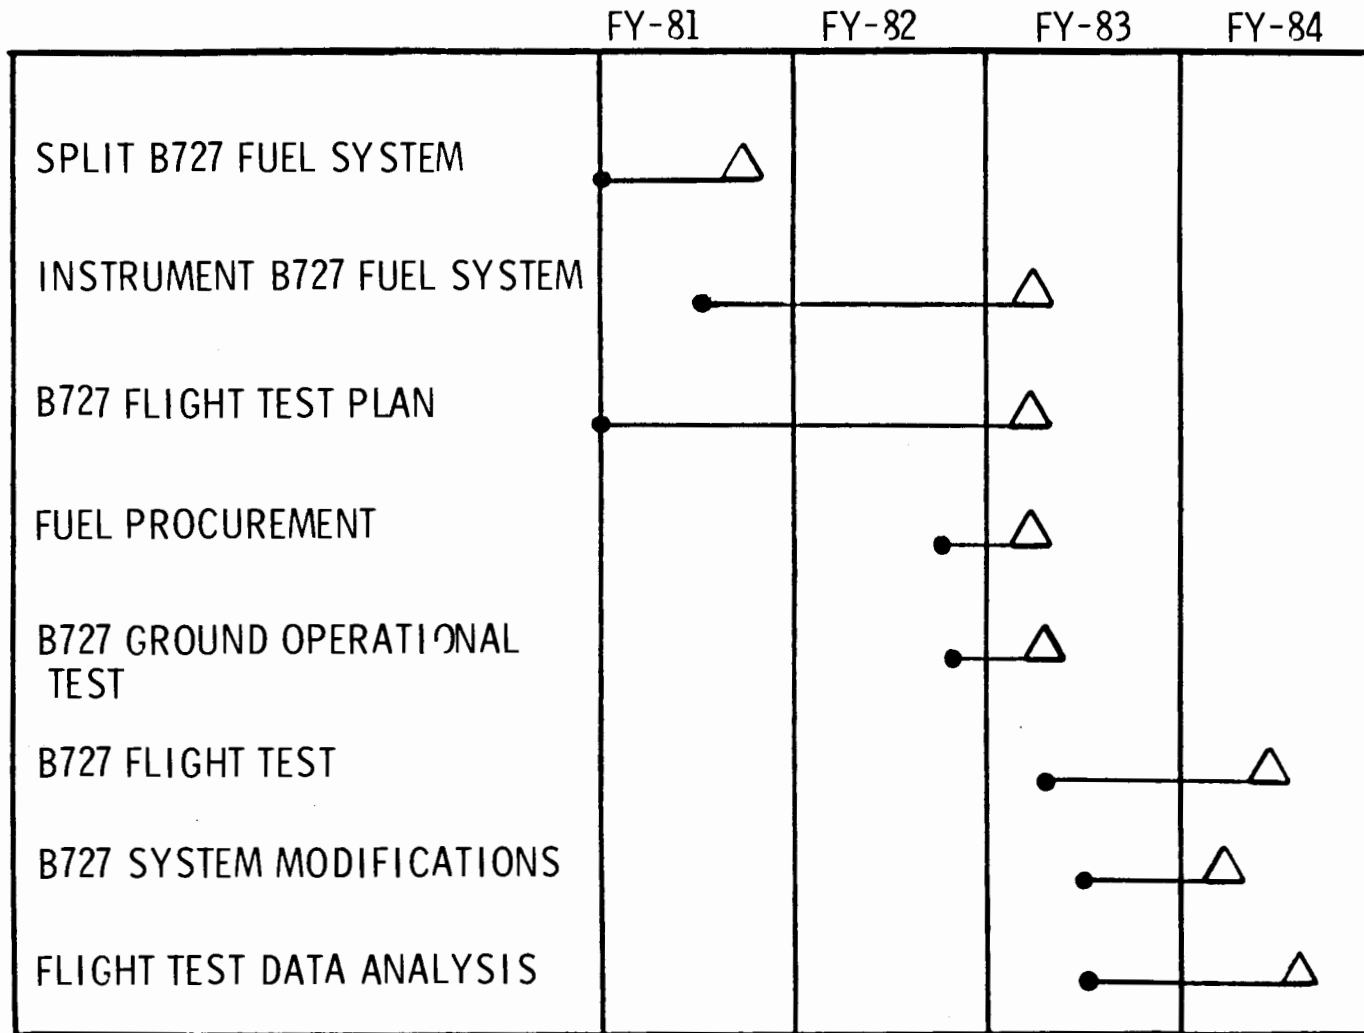 FY-81 FY-82 FY-83 FY-84
SPLIT B727 FUEL SYSTEM
INSTRUMENT B727 FUEL SYSTEM
B727 FLIGHT TEST PLAN
FUEL PROCUREMENT
B727 GROUND OPERATIONAL
TEST
B727 FLIGHT TEST
B727 SYSTEM MODIFICATIONS
FLIGHT TEST DATA ANALYSIS